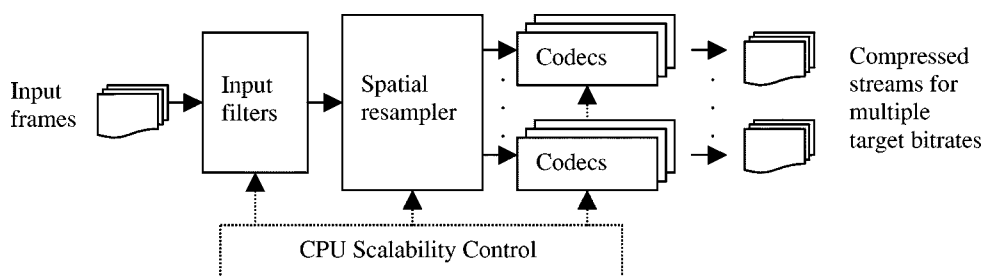 Input
frames
Input
filters
Spatial
resampler
Codecs
Codecs
Compressed
streams for
multiple
target bitrates
CPU Scalability Control